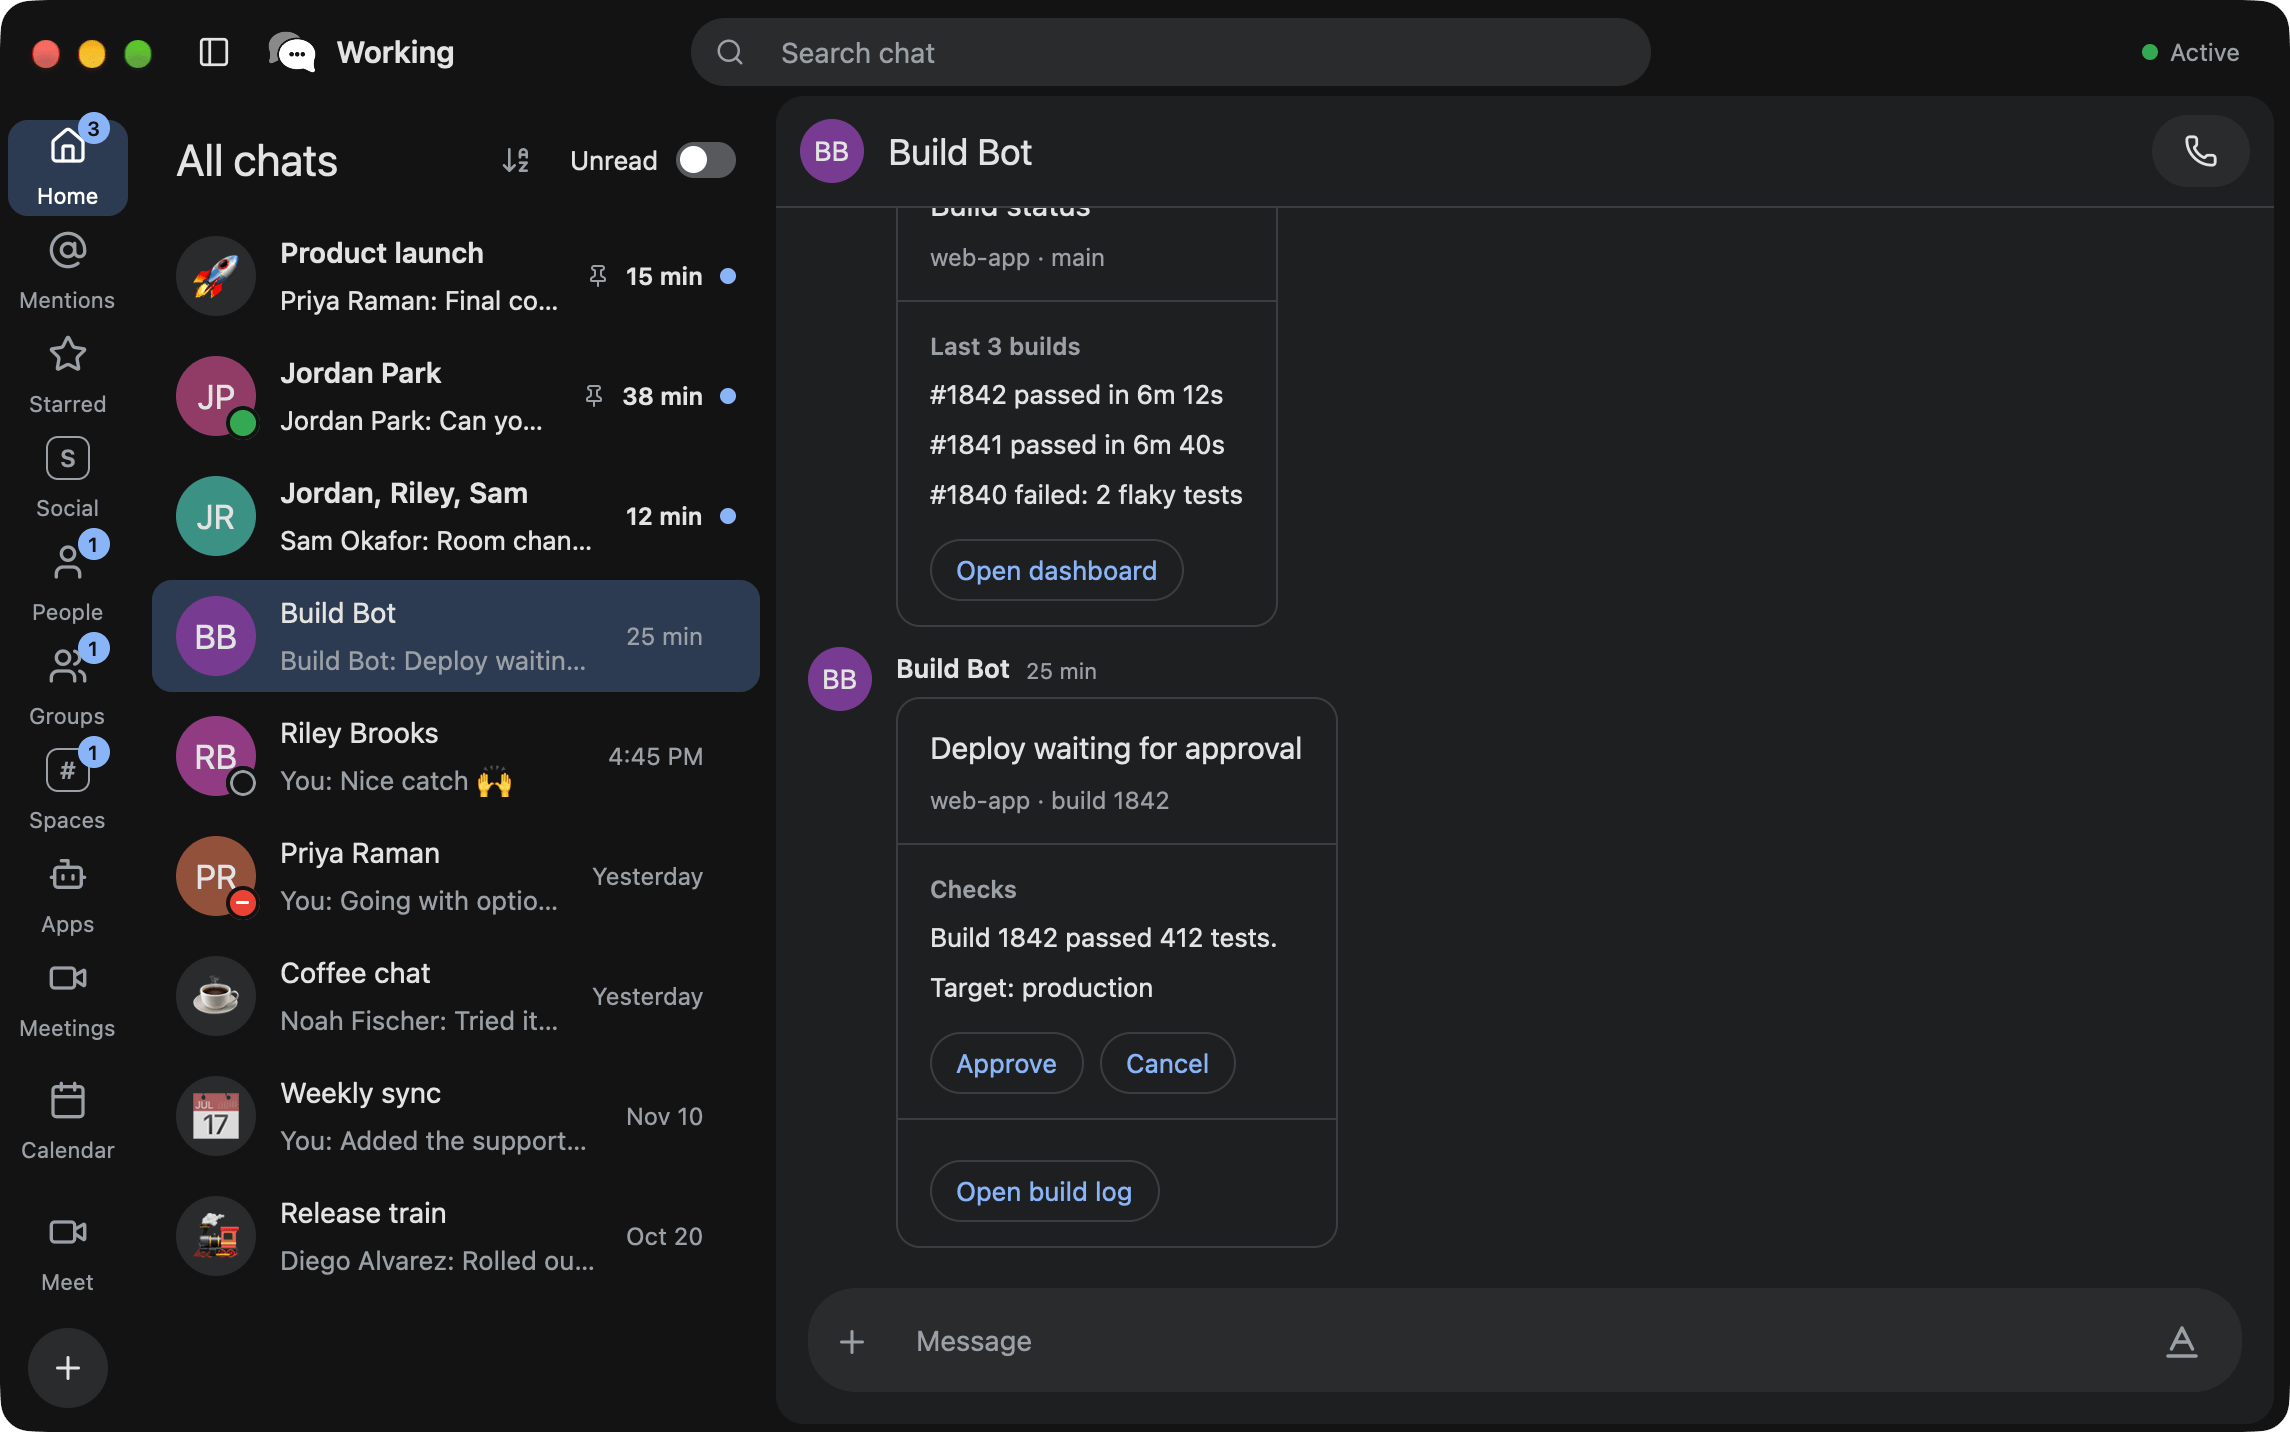 Working
Search chat
Active
3
Home
Mentions
Starred
S
Social
1
People
1
Groups
#
1
Spaces
Apps
Meetings
Calendar
Meet
All chats
Unread
Product launch
15 min
Priya Raman: Final co...
JP
Jordan Park
38 min
Jordan Park: Can yo...
JR
Jordan, Riley, Sam
12 min
Sam Okafor: Room chan...
BB
Build Bot
25 min
Build Bot: Deploy waitin...
RB
Riley Brooks
4:45 PM
You: Nice catch 🙌
PR
Priya Raman
Yesterday
You: Going with optio...
Coffee chat
Yesterday
Noah Fischer: Tried it...
JUL
17
Weekly sync
Nov 10
You: Added the support...
Release train
Oct 20
Diego Alvarez: Rolled ou...
BB
Build Bot
Build status
web-app · main
Last 3 builds
#1842 passed in 6m 12s
#1841 passed in 6m 40s
#1840 failed: 2 flaky tests
Open dashboard
BB
Build Bot 25 min
Deploy waiting for approval
web-app · build 1842
Checks
Build 1842 passed 412 tests.
Target: production
Approve
Cancel
Open build log
Message